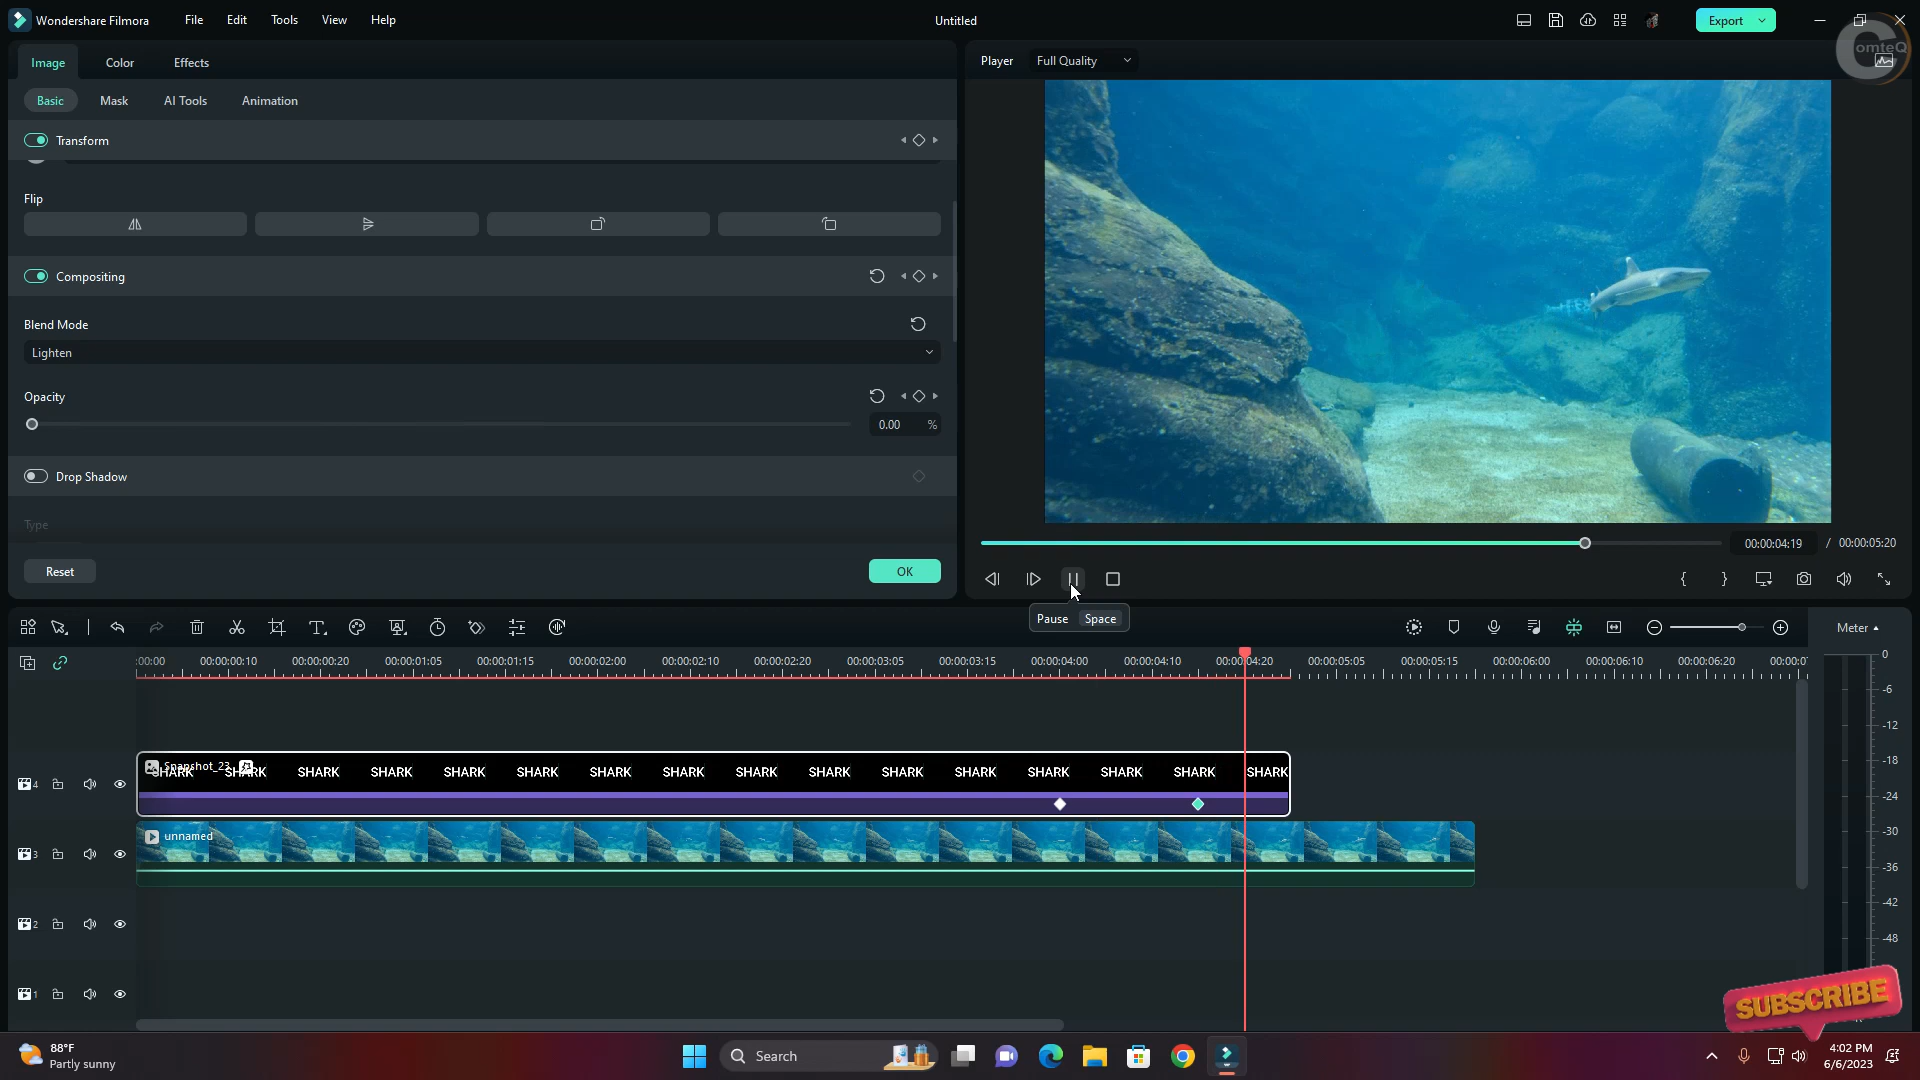 Wondershare Filmora File Edit Tools View Help Untitled Export
Image Color Effects
Player Full Quality
omteQ
Basic Mask AI Tools Animation
Transform
Flip
Compositing
Blend Mode
Lighten
Opacity
0.00 %
Drop Shadow
Type
Reset OK
00:00:04:19 / 00:00:05:20
{ }
Pause Space
Meter
:00:00 00:00:00:10 00:00:00:20 00:00:01:05 00:00:01:15 00:00:02:00 00:00:02:10 00:00:02:20 00:00:03:05 00:00:03:15 00:00:04:00 00:00:04:10 00:00:04:20 00:00:05:05 00:00:05:15 00:00:06:00 00:00:06:10 00:00:06:20
0
-6
-12
-18
-24
-30
-36
-42
-48
Snapshot_23
SHARK SHARK SHARK SHARK SHARK SHARK SHARK SHARK SHARK SHARK SHARK SHARK SHARK SHARK SHARK SHARK
4
unnamed
3
2
1
SUBSCRIBE
88°F
Partly sunny
Search
4:02 PM
6/6/2023